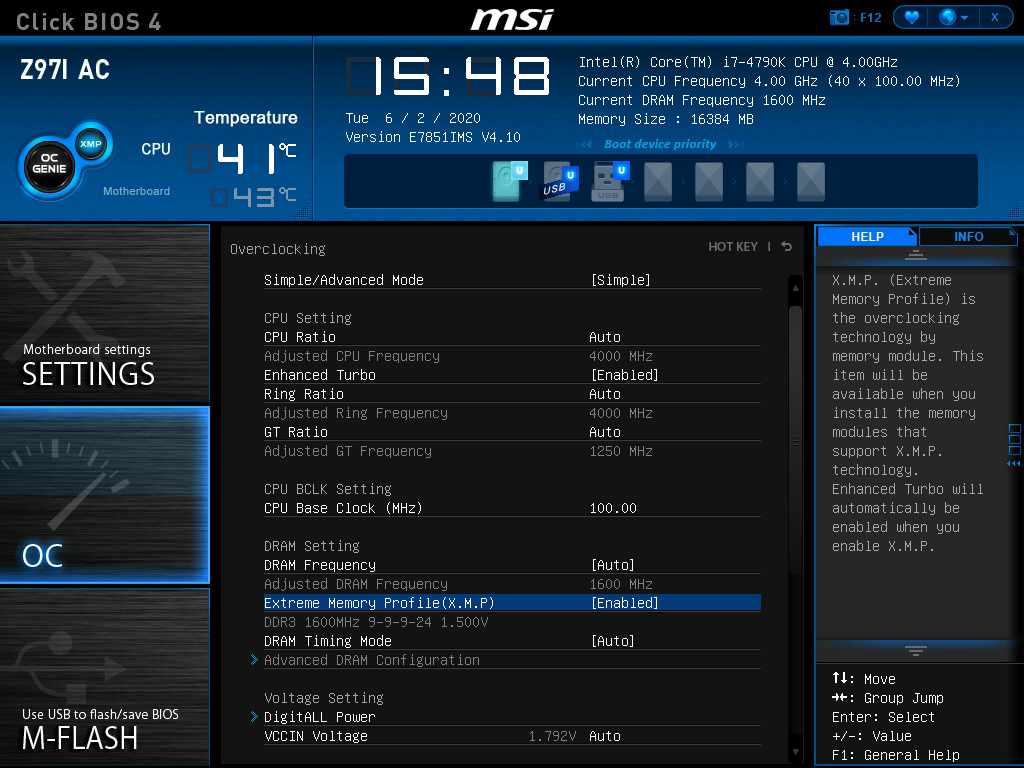 Click BIOS 4
msi
: F12
X
Z97I AC
15:48
Tue 6 / 2 / 2020
Version E7851IMS V4.10
Intel(R) Core(TM) i7-4790K CPU @ 4.00GHz
Current CPU Frequency 4.00 GHz (40 x 100.00 MHz)
Current DRAM Frequency 1600 MHz
Memory Size : 16384 MB
Temperature
OC GENIE
XMP
CPU 41°C
Motherboard 43°C
Boot device priority
U
USB U
USB U
Motherboard settings
SETTINGS
OC
Use USB to flash/save BIOS
M-FLASH
Overclocking
HOT KEY |
Simple/Advanced Mode [Simple]
CPU Setting
CPU Ratio Auto
Adjusted CPU Frequency 4000 MHz
Enhanced Turbo [Enabled]
Ring Ratio Auto
Adjusted Ring Frequency 4000 MHz
GT Ratio Auto
Adjusted GT Frequency 1250 MHz
CPU BCLK Setting
CPU Base Clock (MHz) 100.00
DRAM Setting
DRAM Frequency [Auto]
Adjusted DRAM Frequency 1600 MHz
Extreme Memory Profile(X.M.P) [Enabled]
DDR3 1600MHz 9-9-9-24 1.500V
DRAM Timing Mode [Auto]
> Advanced DRAM Configuration
Voltage Setting
> DigitALL Power
VCCIN Voltage 1.792V Auto
HELP
INFO
X.M.P. (Extreme
Memory Profile) is
the overclocking
technology by
memory module. This
item will be
available when you
install the memory
modules that
support X.M.P.
technology.
Enhanced Turbo will
automatically be
enabled when you
enable X.M.P.
↑↓: Move
→←: Group Jump
Enter: Select
+/-: Value
F1: General Help